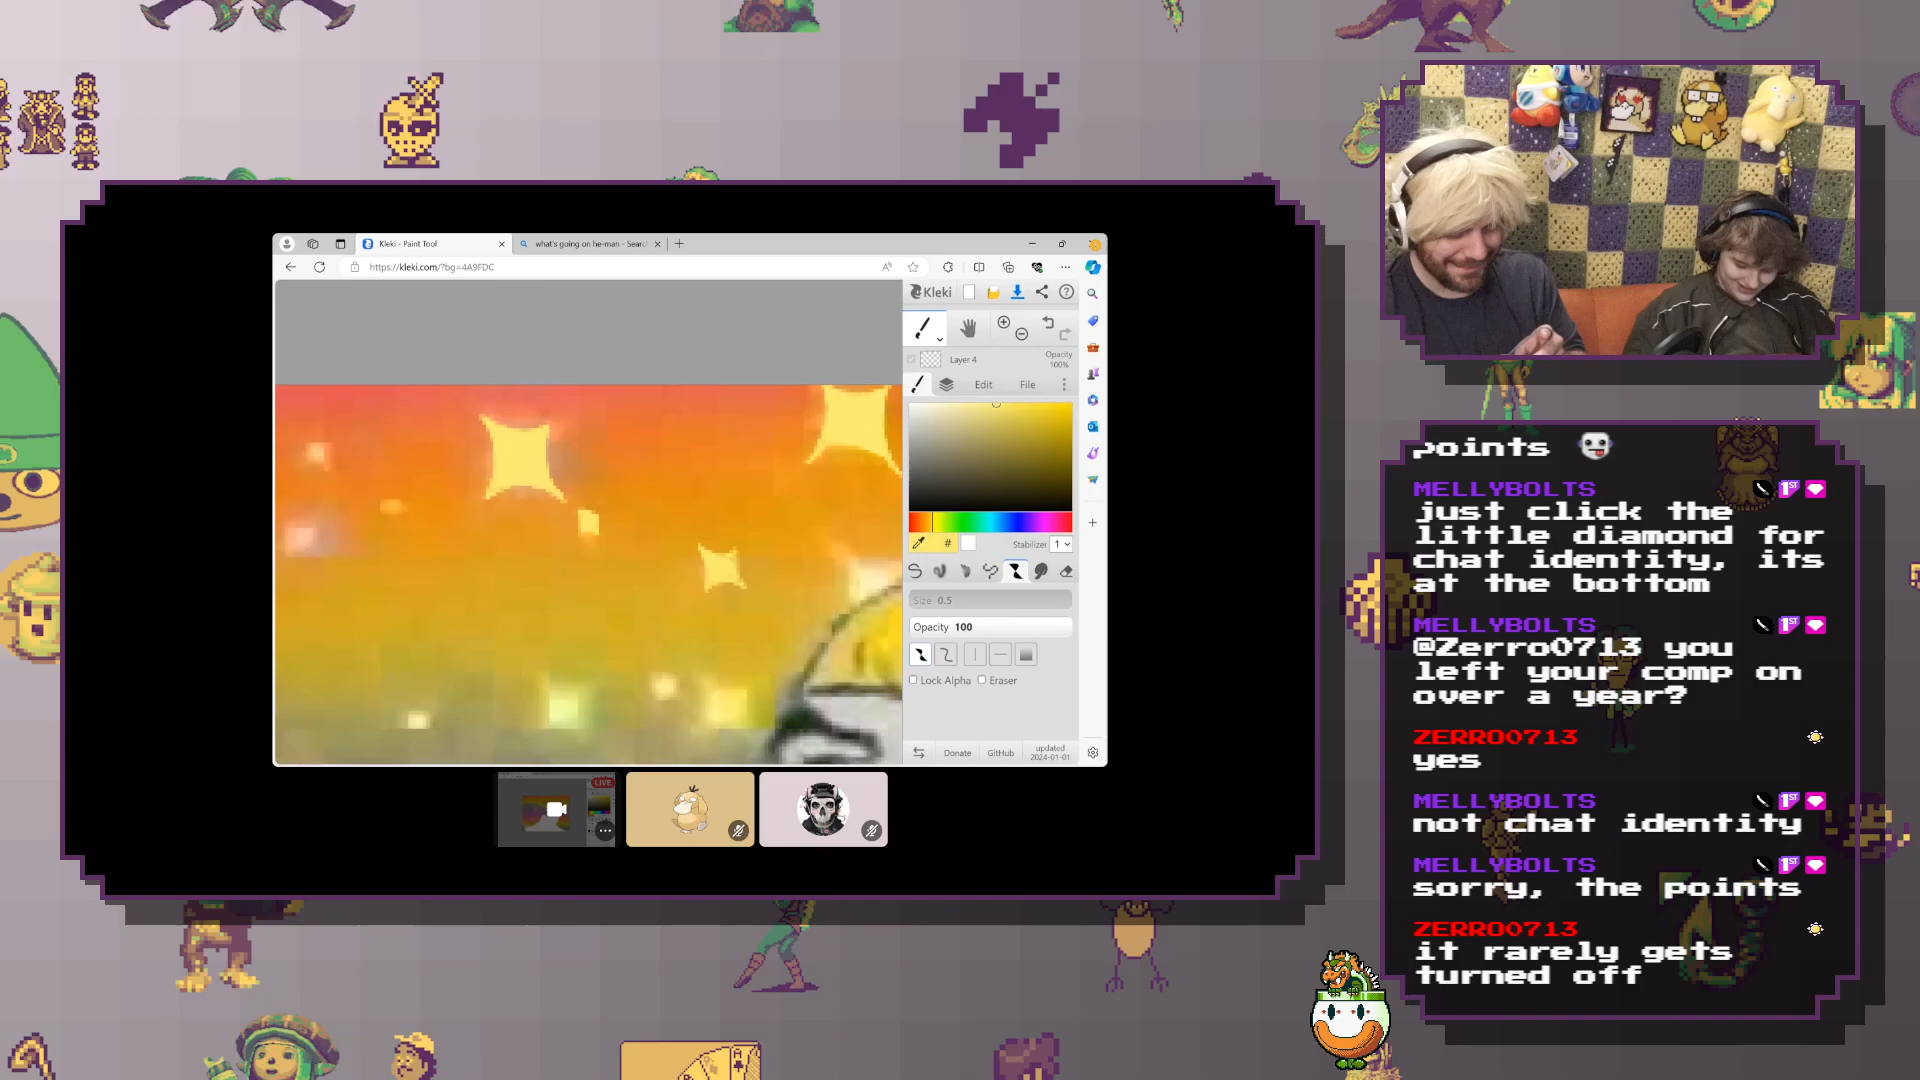 Kleki - Paint Tool
what's going on he-man - Searc
https://kleki.com/?bg=4A9FDC
Kleki
Layer 4
Opacity
100%
Edit
File
#
Stabilizer 1
Size 0.5
Opacity 100
Lock Alpha
Eraser
Donate
GitHub
updated
2024-01-01
LIVE
points
MELLYBOLTS
just click the
little diamond for
chat identity, its
at the bottom
MELLYBOLTS
@Zerro0713 you
left your comp on
over a year?
ZERRO0713
yes
MELLYBOLTS
not chat identity
MELLYBOLTS
sorry, the points
ZERRO0713
it rarely gets
turned off